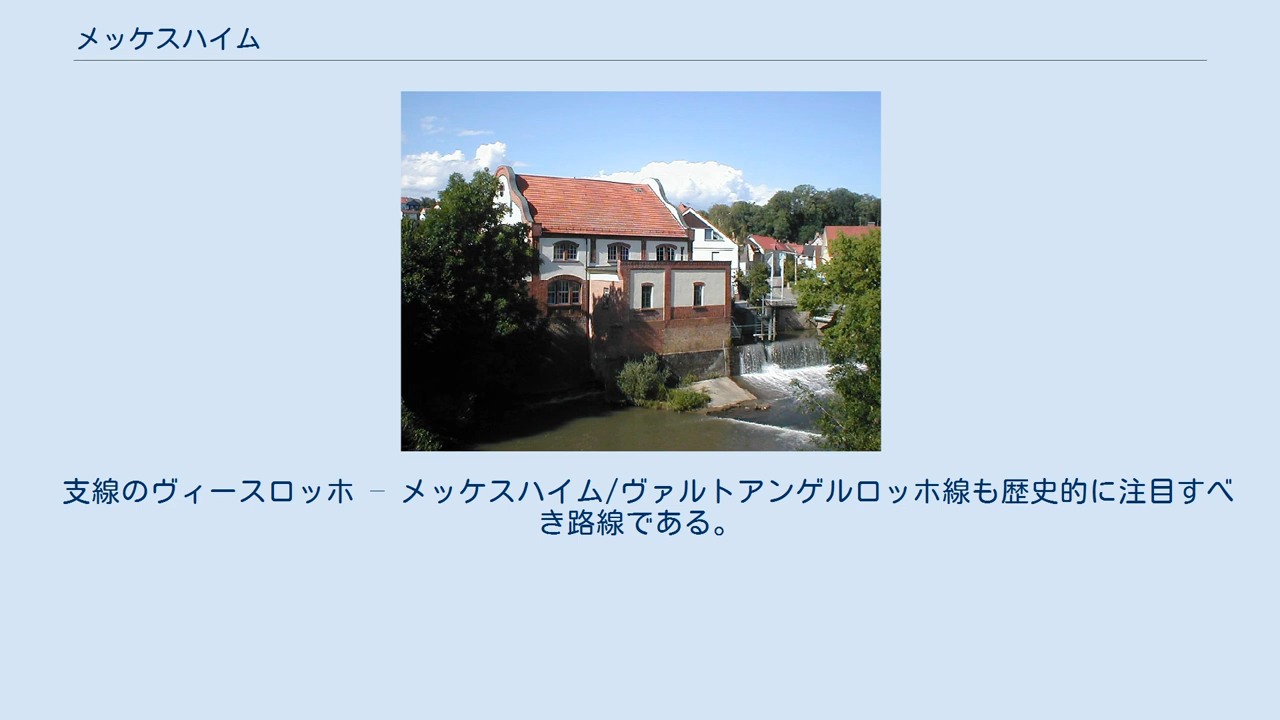 メッケスハイム
支線のヴィースロッホ – メッケスハイム/ヴァルトアンゲルロッホ線も歴史的に注目すべ
き路線である。